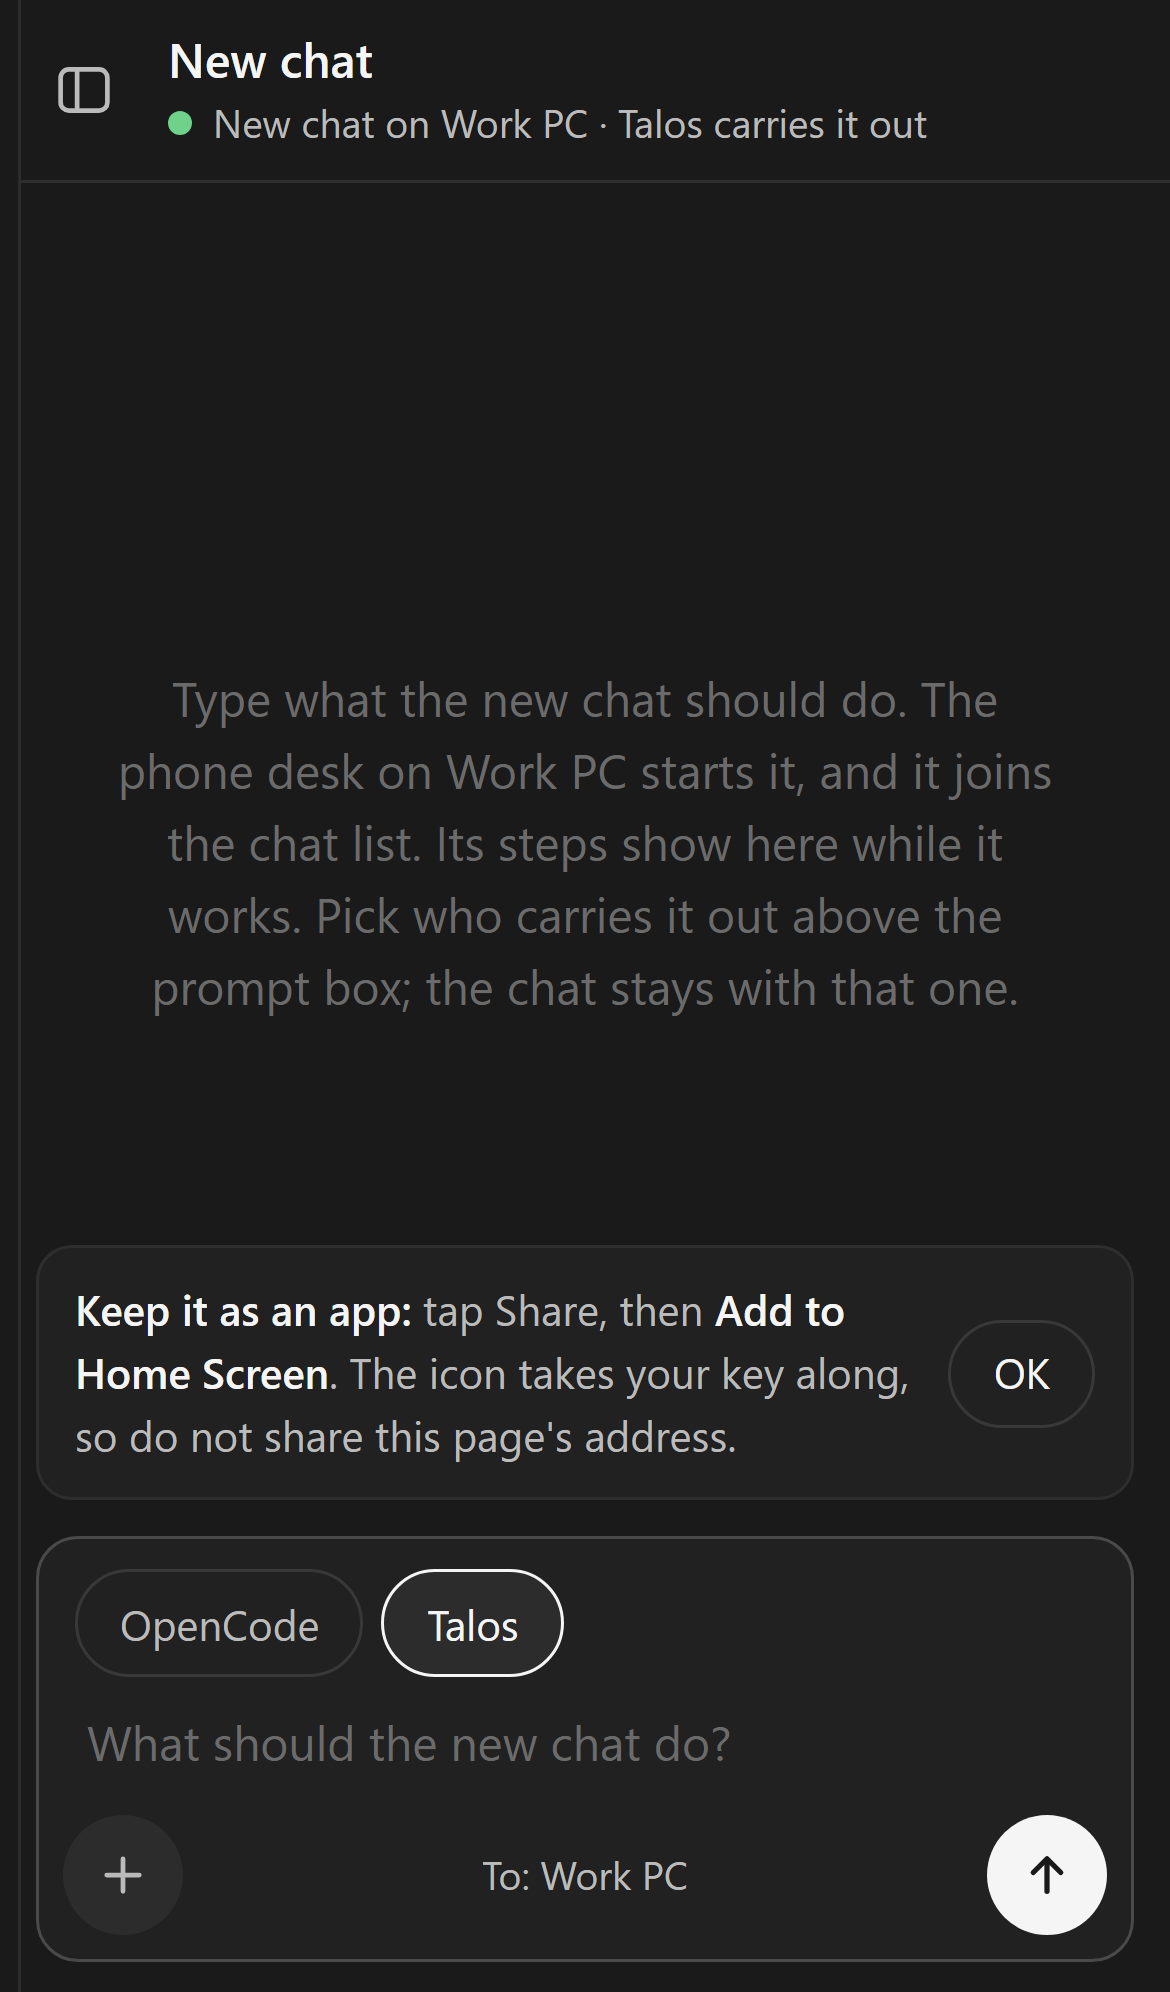 New chat
New chat on Work PC · Talos carries it out
Type what the new chat should do. The
phone desk on Work PC starts it, and it joins
the chat list. Its steps show here while it
works. Pick who carries it out above the
prompt box; the chat stays with that one.
Keep it as an app: tap Share, then Add to
Home Screen. The icon takes your key along,
so do not share this page's address.
OK
OpenCode
Talos
What should the new chat do?
To: Work PC